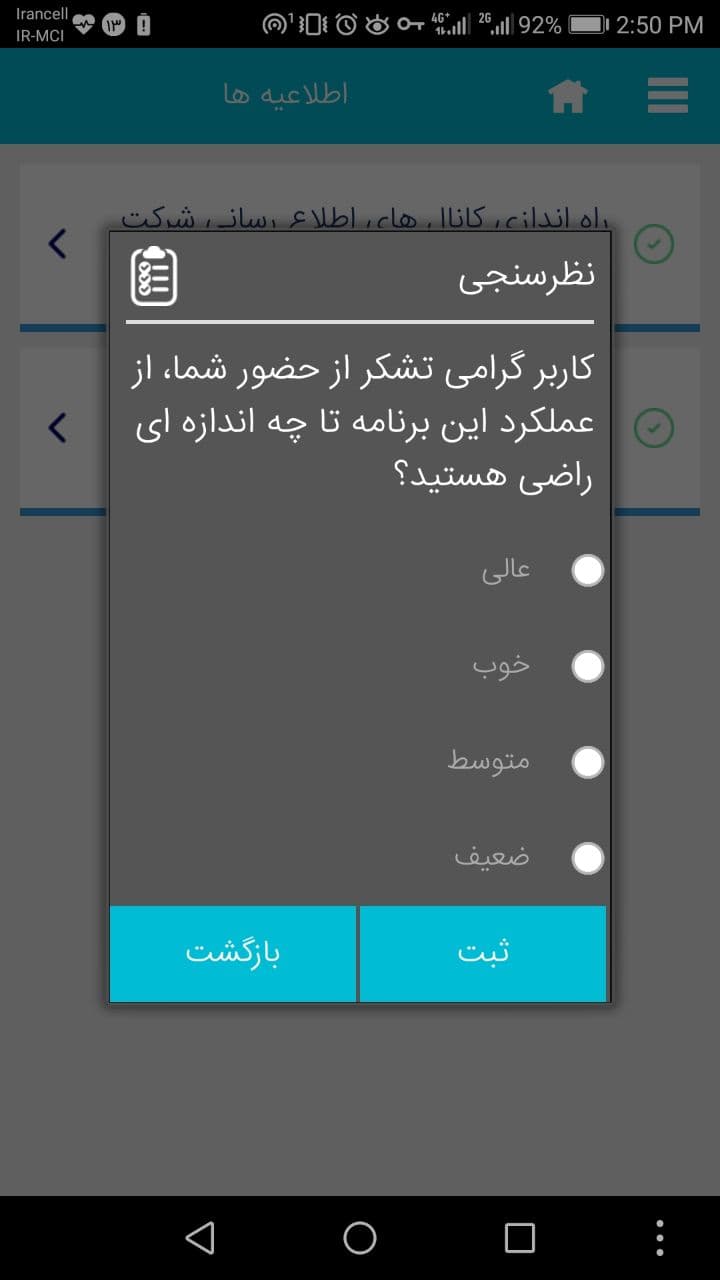 Irancell
IR-MCI
۱۳
1
4G+
2G
92%
2:50 PM
اطلاعیه ها
راه اندازی کانال های اطلاع رسانی شرکت
نظرسنجی
کاربر گرامی تشکر از حضور شما، از
عملکرد این برنامه تا چه اندازه ای
راضی هستید؟
عالی
خوب
متوسط
ضعیف
ثبت
بازگشت